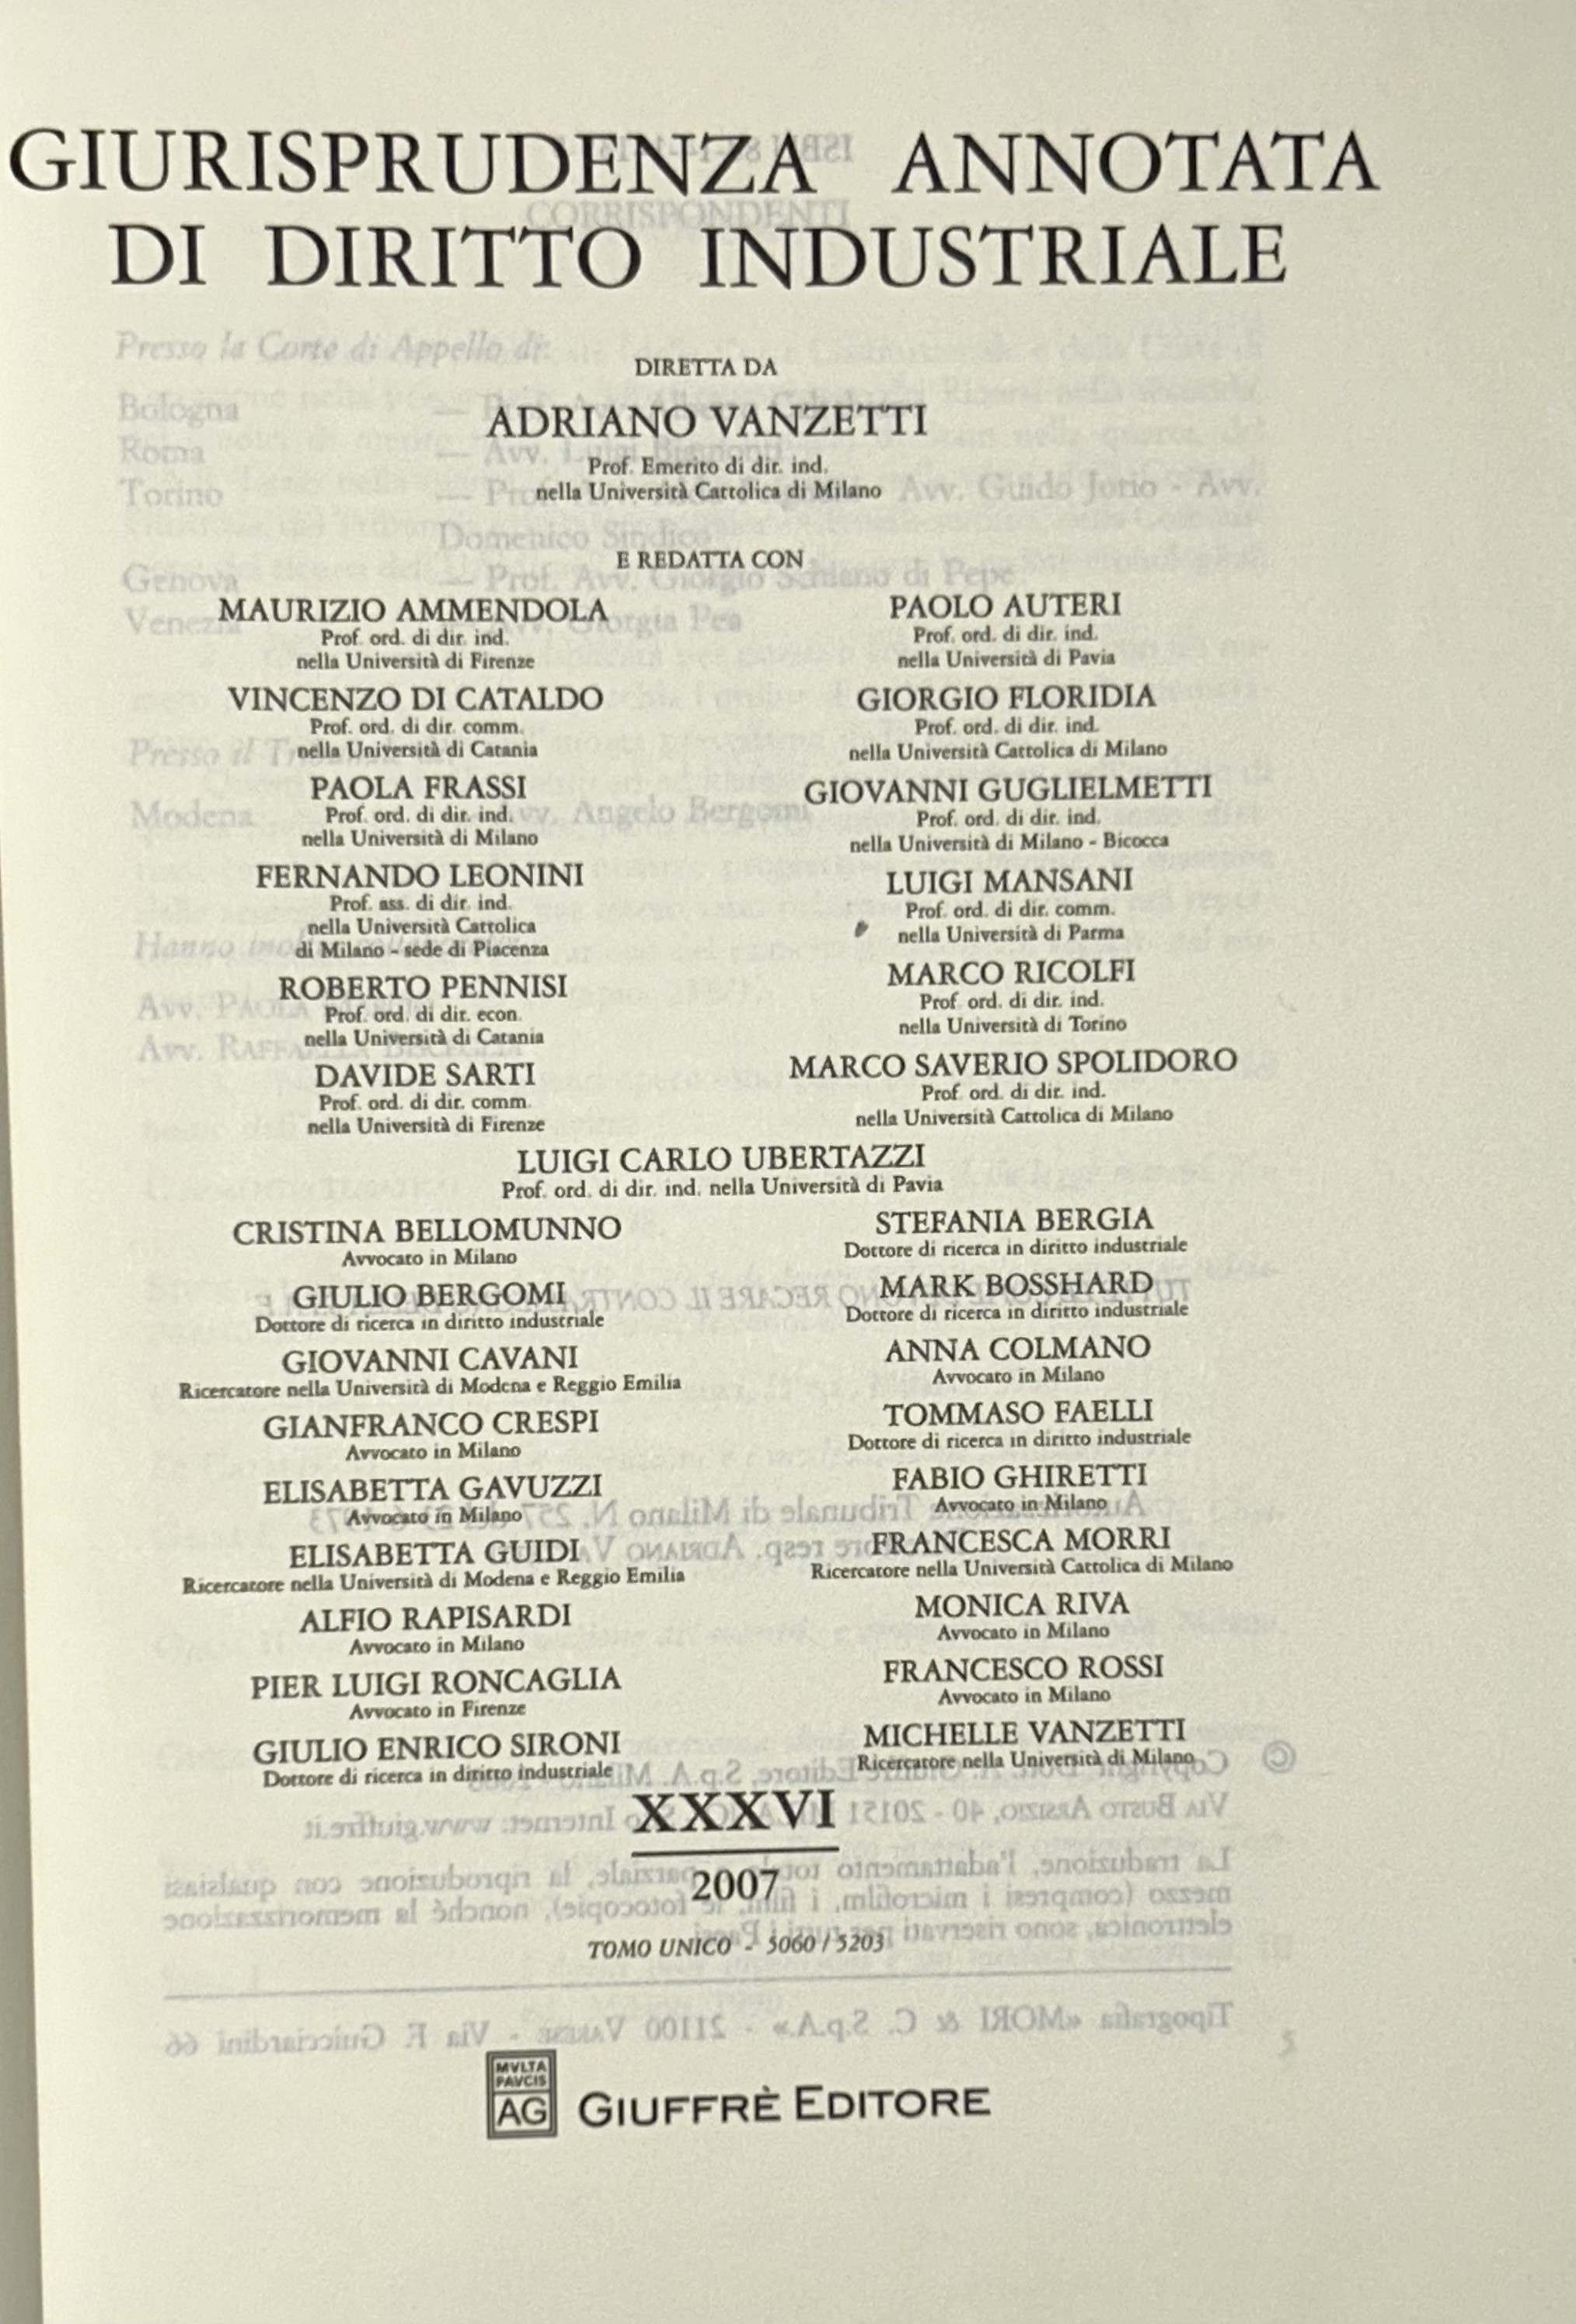 GIURISPRUDENZA ANNOTATA
DI DIRITTO INDUSTRIALE
DIRETTA DA
ADRIANO VANZETTI
Prof. Emerito di dir. ind.
nella Università Cattolica di Milano
E REDATTA CON
MAURIZIO AMMENDOLA
Prof. ord. di dir. ind.
nella Università di Firenze
VINCENZO DI CATALDO
Prof. ord. di dir. comm.
nella Università di Catania
PAOLA FRASSI
Prof. ord. di dir. ind.
nella Università di Milano
FERNANDO LEONINI
Prof. ass. di dir. ind.
nella Università Cattolica
di Milano - sede di Piacenza
ROBERTO PENNISI
Prof. ord. di dir. econ.
nella Università di Catania
DAVIDE SARTI
Prof. ord. di dir. comm.
nella Università di Firenze
PAOLO AUTERI
Prof. ord. di dir. ind.
nella Università di Pavia
GIORGIO FLORIDIA
Prof. ord. di dir. ind.
nella Università Cattolica di Milano
GIOVANNI GUGLIELMETTI
Prof. ord. di dir. ind.
nella Università di Milano - Bicocca
LUIGI MANSANI
Prof. ord. di dir. comm.
nella Università di Parma
MARCO RICOLFI
Prof. ord. di dir. ind.
nella Università di Torino
MARCO SAVERIO SPOLIDORO
Prof. ord. di dir. ind.
nella Università Cattolica di Milano
LUIGI CARLO UBERTAZZI
Prof. ord. di dir. ind. nella Università di Pavia
CRISTINA BELLOMUNNO
Avvocato in Milano
GIULIO BERGOMI
Dottore di ricerca in diritto industriale
GIOVANNI CAVANI
Ricercatore nella Università di Modena e Reggio Emilia
GIANFRANCO CRESPI
Avvocato in Milano
ELISABETTA GAVUZZI
Avvocato in Milano
ELISABETTA GUIDI
Ricercatore nella Università di Modena e Reggio Emilia
ALFIO RAPISARDI
Avvocato in Milano
PIER LUIGI RONCAGLIA
Avvocato in Firenze
GIULIO ENRICO SIRONI
Dottore di ricerca in diritto industriale
STEFANIA BERGIA
Dottore di ricerca in diritto industriale
MARK BOSSHARD
Dottore di ricerca in diritto industriale
ANNA COLMANO
Avvocato in Milano
TOMMASO FAELLI
Dottore di ricerca in diritto industriale
FABIO GHIRETTI
Avvocato in Milano
FRANCESCA MORRI
Ricercatore nella Università Cattolica di Milano
MONICA RIVA
Avvocato in Milano
FRANCESCO ROSSI
Avvocato in Milano
MICHELLE VANZETTI
Ricercatore nella Università di Milano
XXXVI
2007
TOMO UNICO - 5060 / 5203
MVLTA
PAVCIS
AG
GIUFFRÈ EDITORE